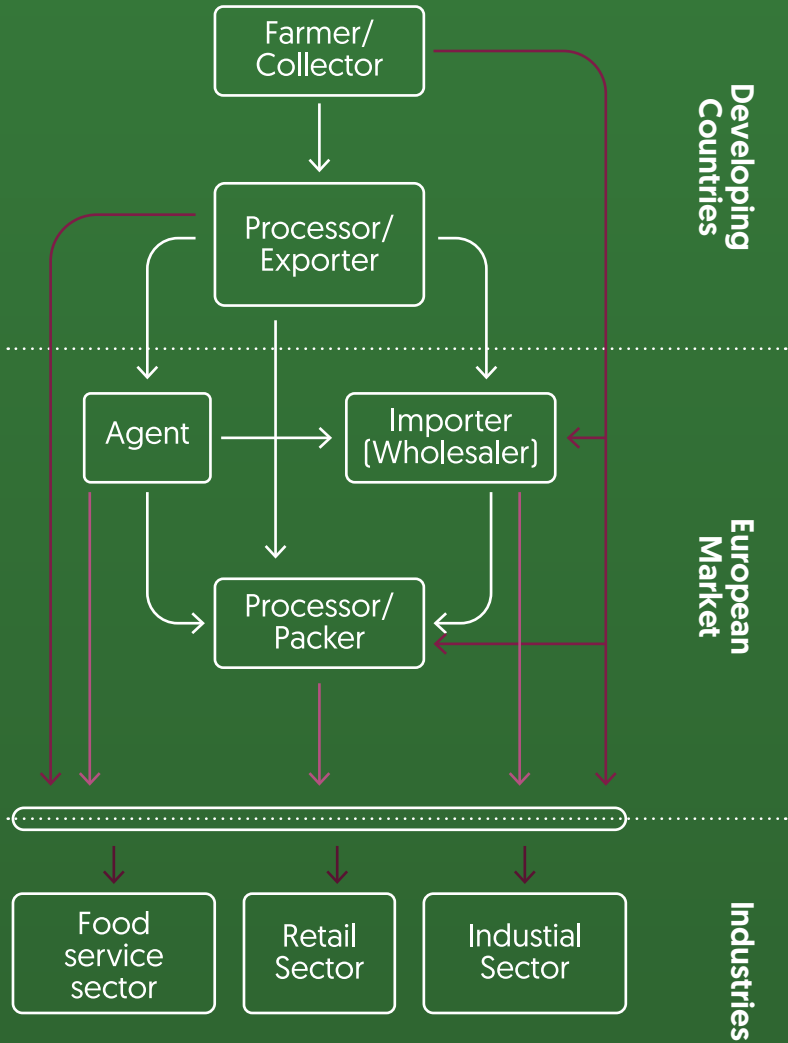 Farmer/
Collector
Developing
Countries
Processor/
Exporter
Agent
Importer
(Wholesaler)
European
Market
Processor/
Packer
Food
service
sector
Retail
Sector
Industial
Sector
Industries